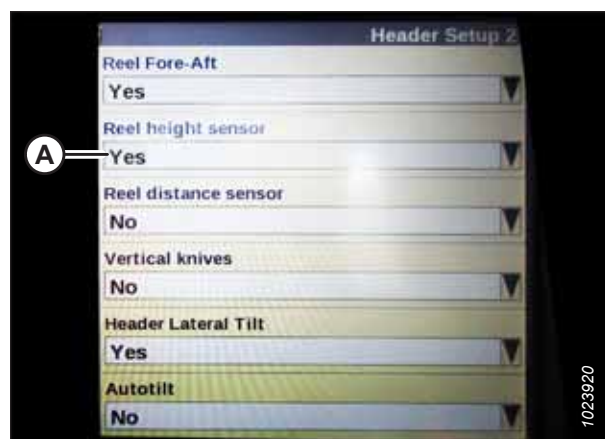 Header Setup 2
Reel Fore-Aft
Yes
Reel height sensor
A
Yes
Reel distance sensor
No
Vertical knives
No
Header Lateral Tilt
Yes
Autotilt
No
1023920